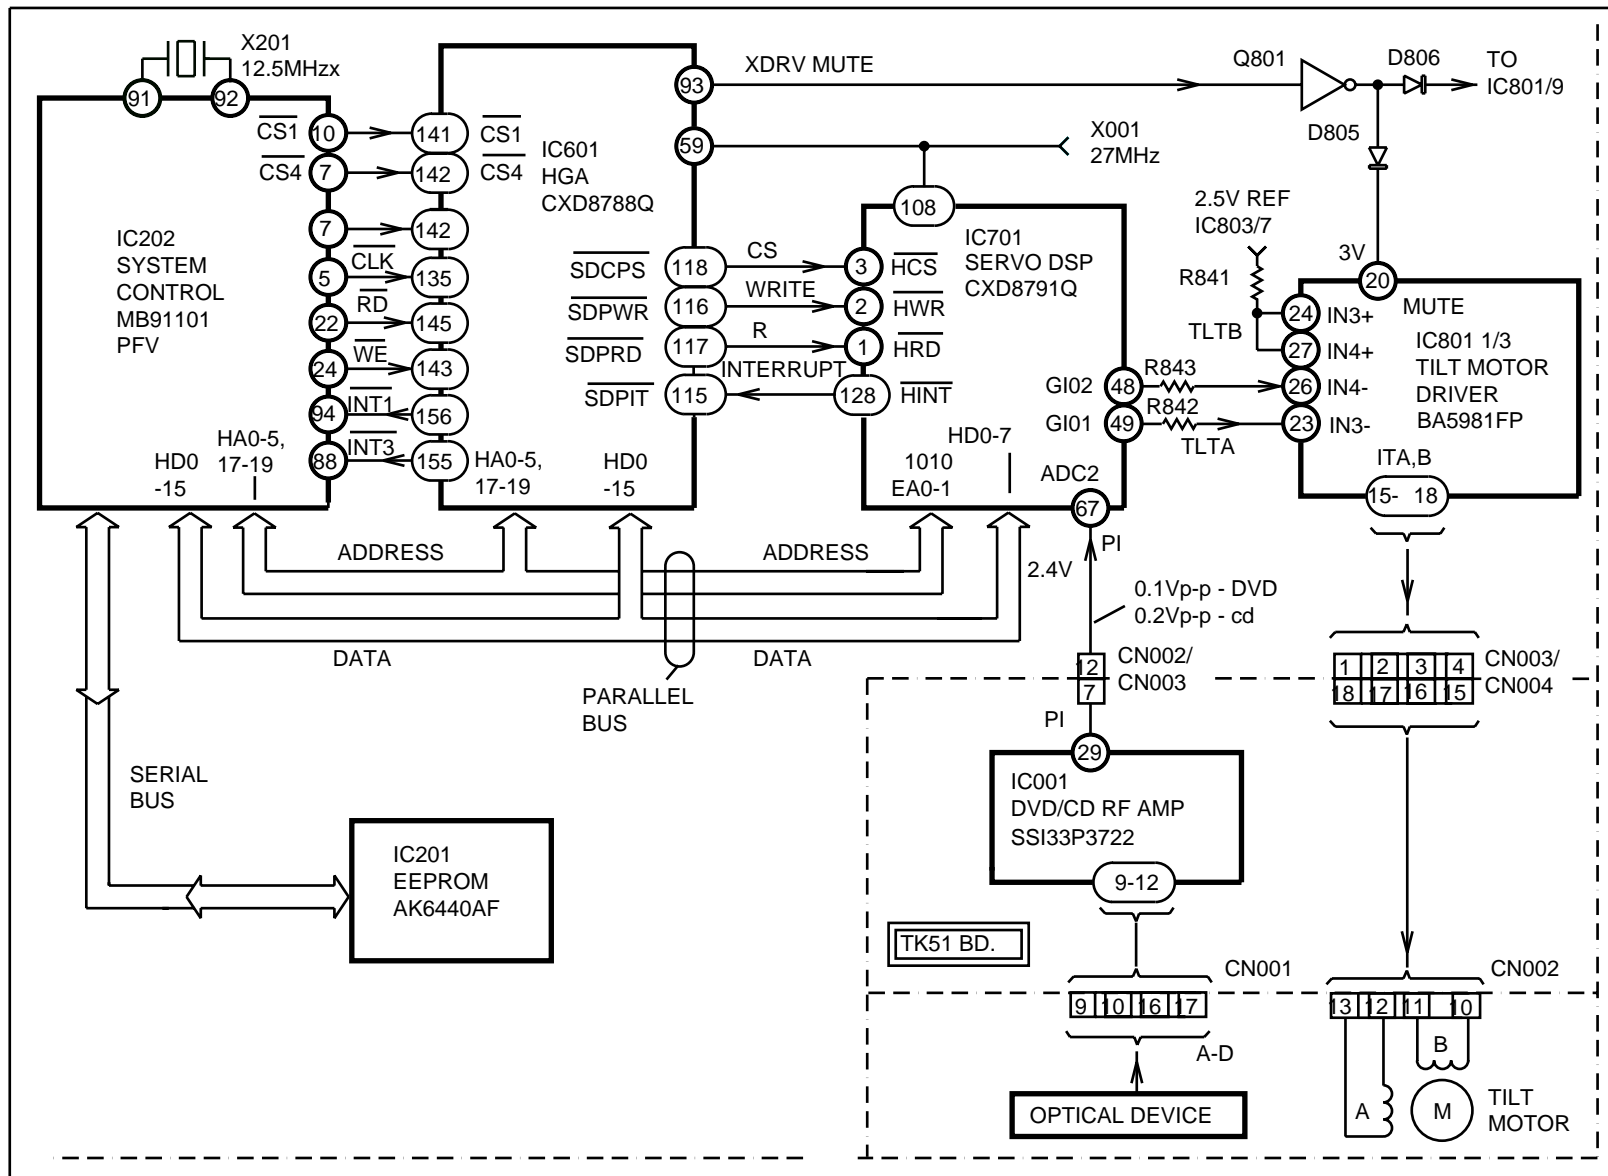 X201
12.5MHzx
91
92
IC202
SYSTEM
CONTROL
MB91101
PFV
CS1
10
141
CS1
CS4
7
142
CS4
7
142
5
CLK
135
22
RD
145
24
WE
143
94
INT1
156
88
INT3
155
HD0
-15
HA0-5,
17-19
IC601
HGA
CXD8788Q
93
XDRV MUTE
59
HA0-5,
17-19
HD0
-15
SDCPS
118
CS
3
HCS
SDPWR
116
WRITE
2
HWR
SDPRD
117
R
1
HRD
SDPIT
115
INTERRUPT
128
HINT
108
IC701
SERVO DSP
CXD8791Q
X001
27MHz
HD0-7
1010
EA0-1
ADC2
67
GI02
48
R843
26
IN4-
GI01
49
R842
TLTA
23
IN3-
Q801
D806
TO
IC801/9
D805
2.5V REF
IC803/7
R841
TLTB
3V
20
MUTE
24
IN3+
27
IN4+
IC801 1/3
TILT MOTOR
DRIVER
BA5981FP
ITA,B
15- 18
ADDRESS
ADDRESS
DATA
DATA
PARALLEL
BUS
SERIAL
BUS
IC201
EEPROM
AK6440AF
PI
2.4V
0.1Vp-p - DVD
0.2Vp-p - cd
12
7
CN002/
CN003
PI
29
IC001
DVD/CD RF AMP
SSI33P3722
9-12
TK51 BD.
CN001
9 10 16 17
A-D
OPTICAL DEVICE
1 2 3 4
18 17 16 15
CN003/
CN004
CN002
13 12 11 10
A
B
M
TILT
MOTOR